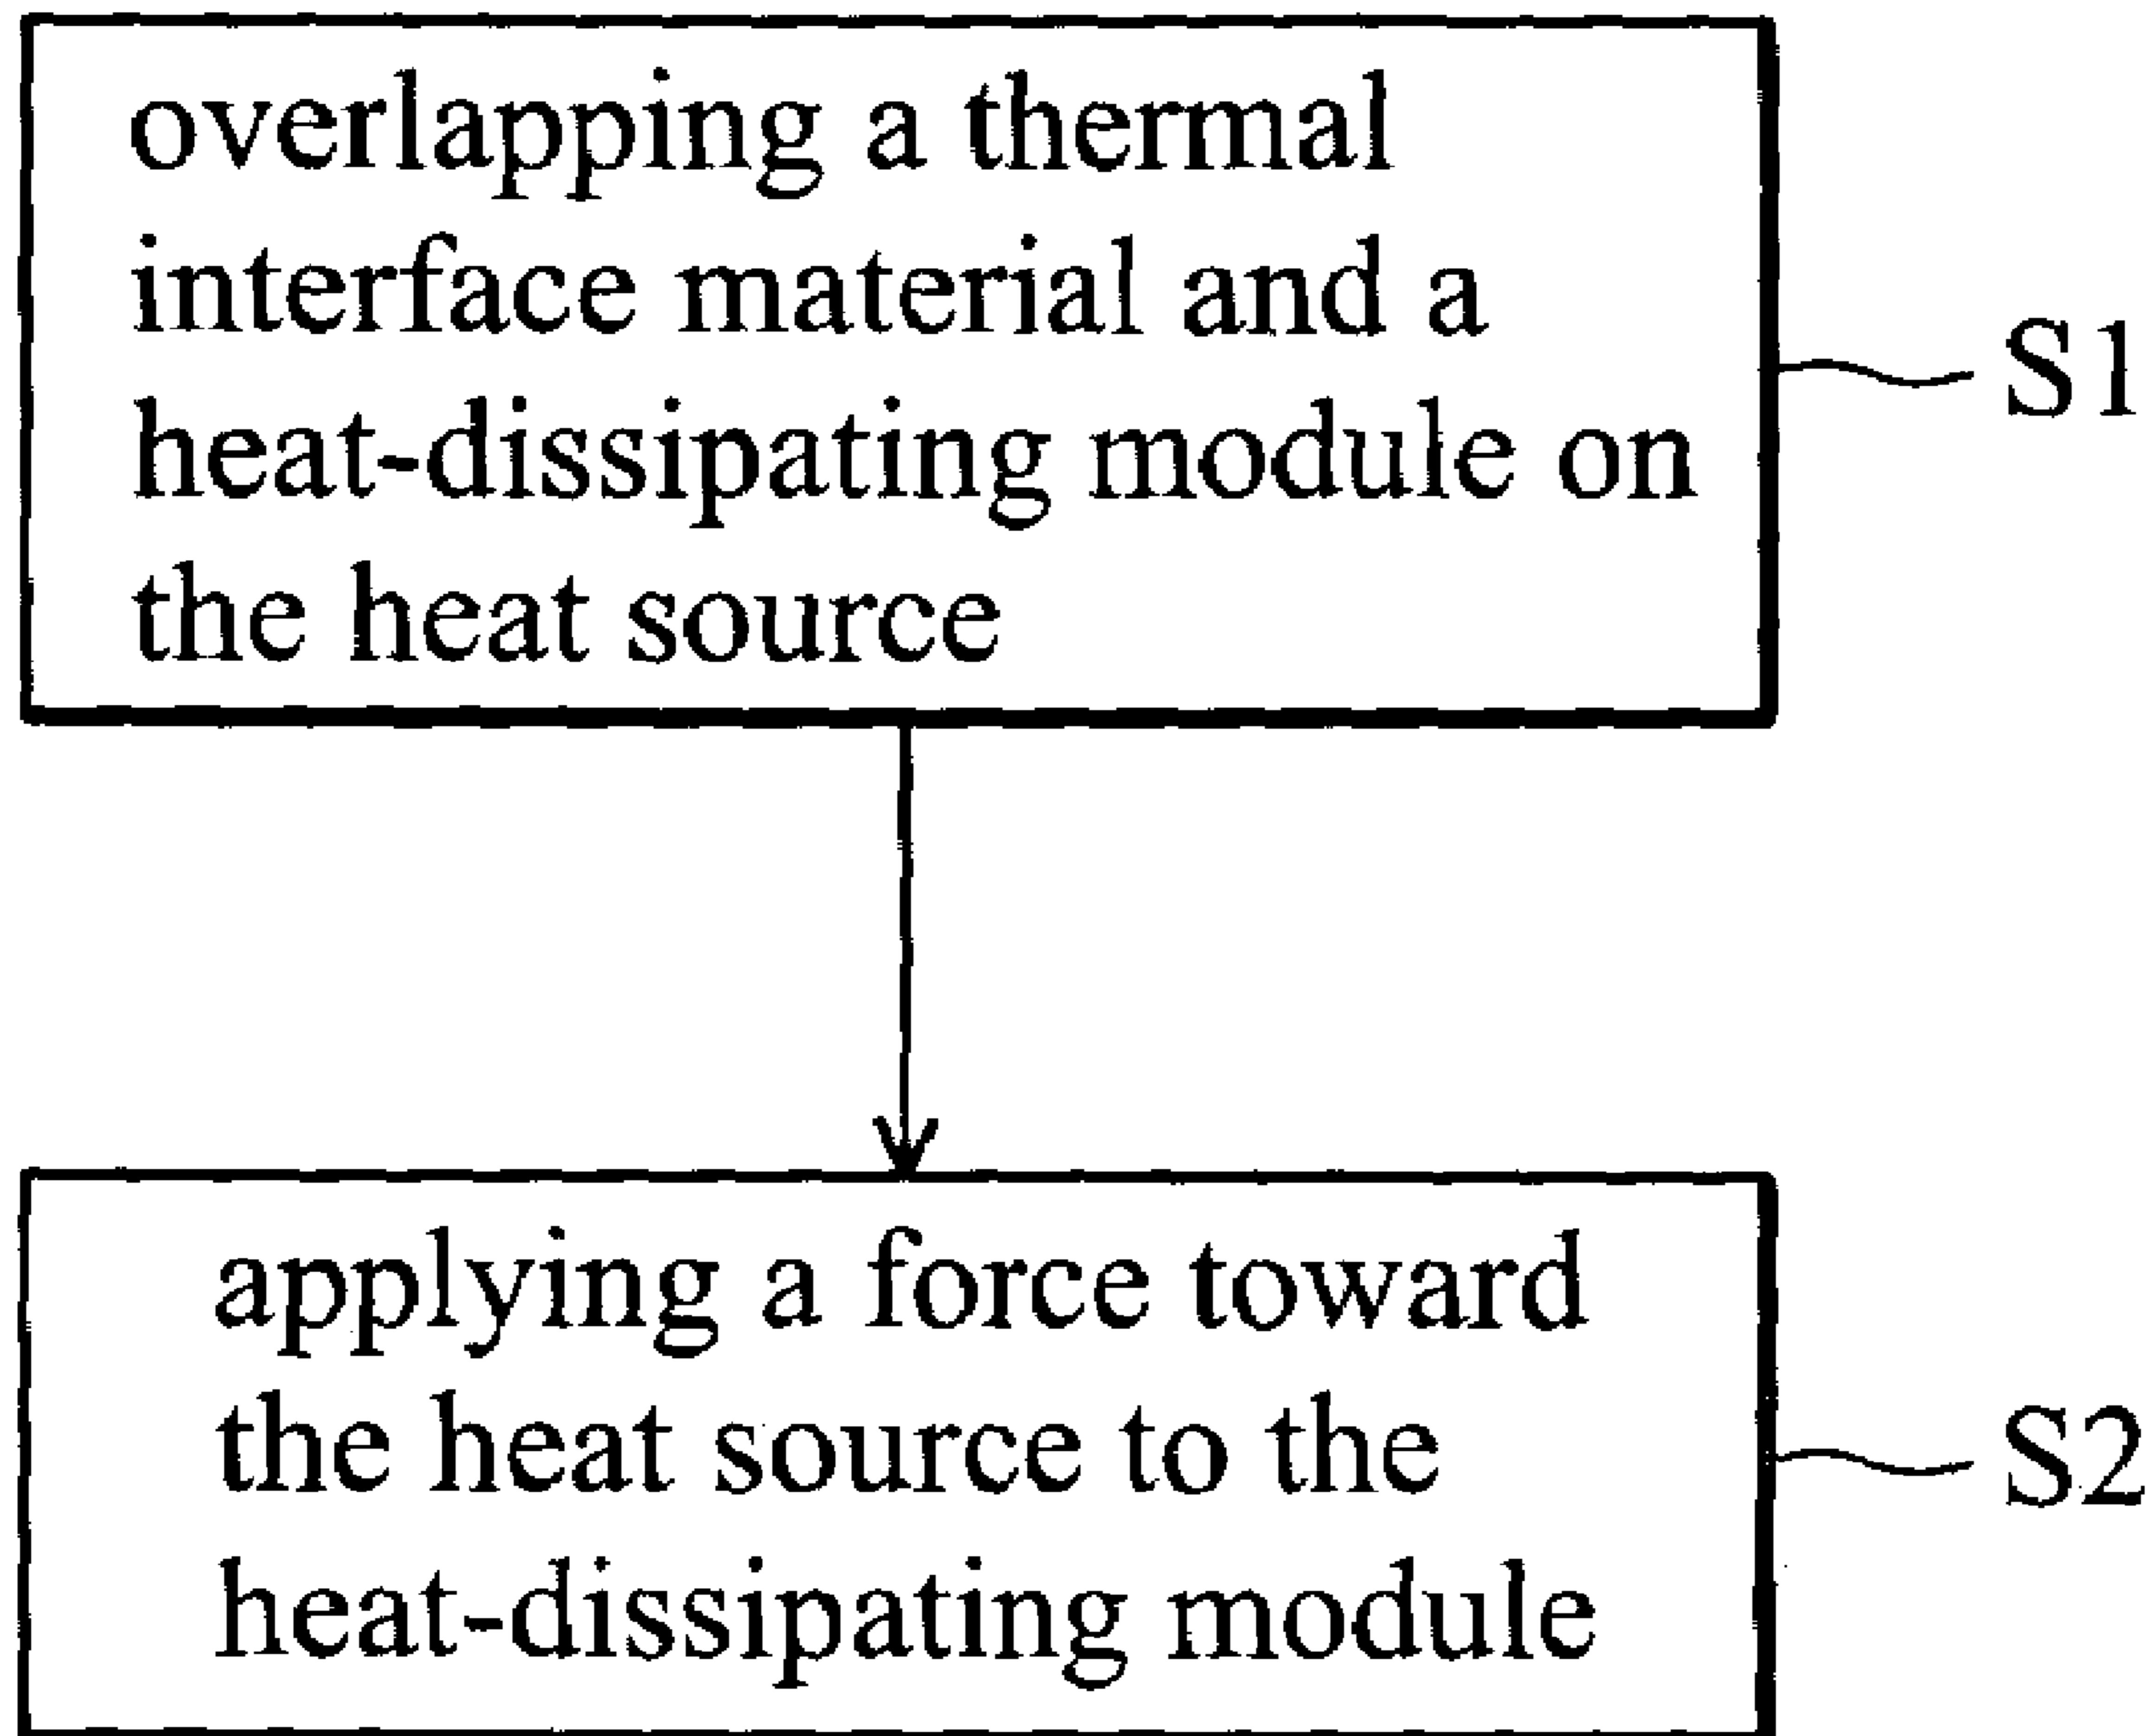 overlapping a thermal
interface material and a
heat-dissipating module on
the heat source
S1
applying a force toward
the heat source to the
heat-dissipating module
S2